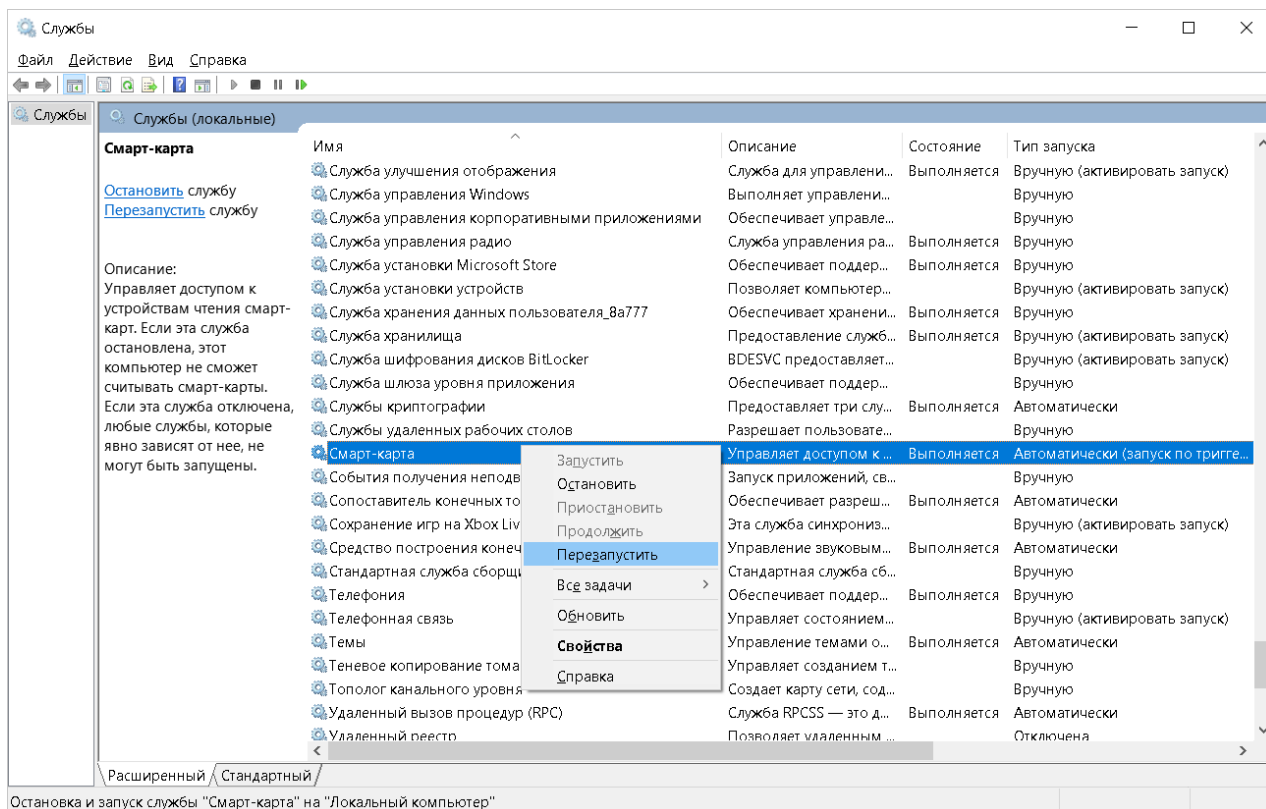 Службы
Файл Действие Вид Справка
Службы
Службы (локальные)
Смарт-карта
Остановить службу
Перезапустить службу
Описание:
Управляет доступом к
устройствам чтения смарт-
карт. Если эта служба
остановлена, этот
компьютер не сможет
считывать смарт-карты.
Если эта служба отключена,
любые службы, которые
явно зависят от нее, не
могут быть запущены.
Имя Описание Состояние Тип запуска
Служба улучшения отображения Служба для управлени... Выполняется Вручную (активировать запуск)
Служба управления Windows Выполняет управлени... Вручную
Служба управления корпоративными приложениями Обеспечивает управле... Вручную
Служба управления радио Служба управления ра... Выполняется Вручную
Служба установки Microsoft Store Обеспечивает поддер... Выполняется Вручную
Служба установки устройств Позволяет компьютер... Вручную (активировать запуск)
Служба хранения данных пользователя_8a777 Обеспечивает хранени... Выполняется Вручную
Служба хранилища Предоставление служб... Выполняется Вручную (активировать запуск)
Служба шифрования дисков BitLocker BDESVC предоставляет... Вручную (активировать запуск)
Служба шлюза уровня приложения Обеспечивает поддер... Вручную
Службы криптографии Предоставляет три слу... Выполняется Автоматически
Службы удаленных рабочих столов Разрешает пользовате... Вручную
Смарт-карта Управляет доступом к ... Выполняется Автоматически (запуск по тригге...
События получения неподв Запуск приложений, св... Вручную
Сопоставитель конечных то Обеспечивает разреш... Выполняется Автоматически
Сохранение игр на Xbox Liv Эта служба синхрониз... Вручную (активировать запуск)
Средство построения конеч Управление звуковым... Выполняется Автоматически
Стандартная служба сборщи Стандартная служба сб... Вручную
Телефония Обеспечивает поддер... Выполняется Вручную
Телефонная связь Управляет состоянием... Вручную (активировать запуск)
Темы Управление темами о... Выполняется Автоматически
Теневое копирование тома Управляет созданием т... Вручную
Тополог канального уровня Создает карту сети, сод... Вручную
Удаленный вызов процедур (RPC) Служба RPCSS — это д... Выполняется Автоматически
Удаленный реестр Позволяет удаленным ... Отключена
Запустить
Остановить
Приостановить
Продолжить
Перезапустить
Все задачи
Обновить
Свойства
Справка
Расширенный Стандартный
Остановка и запуск службы "Смарт-карта" на "Локальный компьютер"